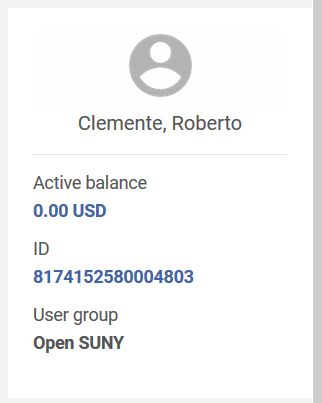 Clemente, Roberto
Active balance
0.00 USD
ID
8174152580004803
User group
Open SUNY